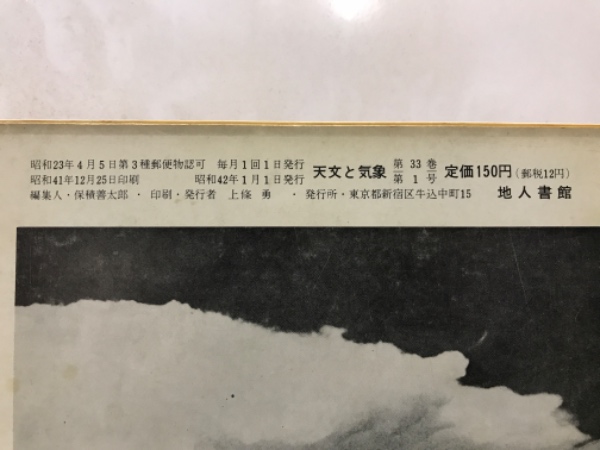 昭和23年4月5日第3種郵便物認可 毎月1回1日発行 天文と気象 第33巻 定価150円(郵税12円)
昭和41年12月25日印刷 昭和42年1月1日発行 第1号
編集人・保積善太郎・印刷・発行者 上條 勇 ・発行所・東京都新宿区牛込中町15 地人書館